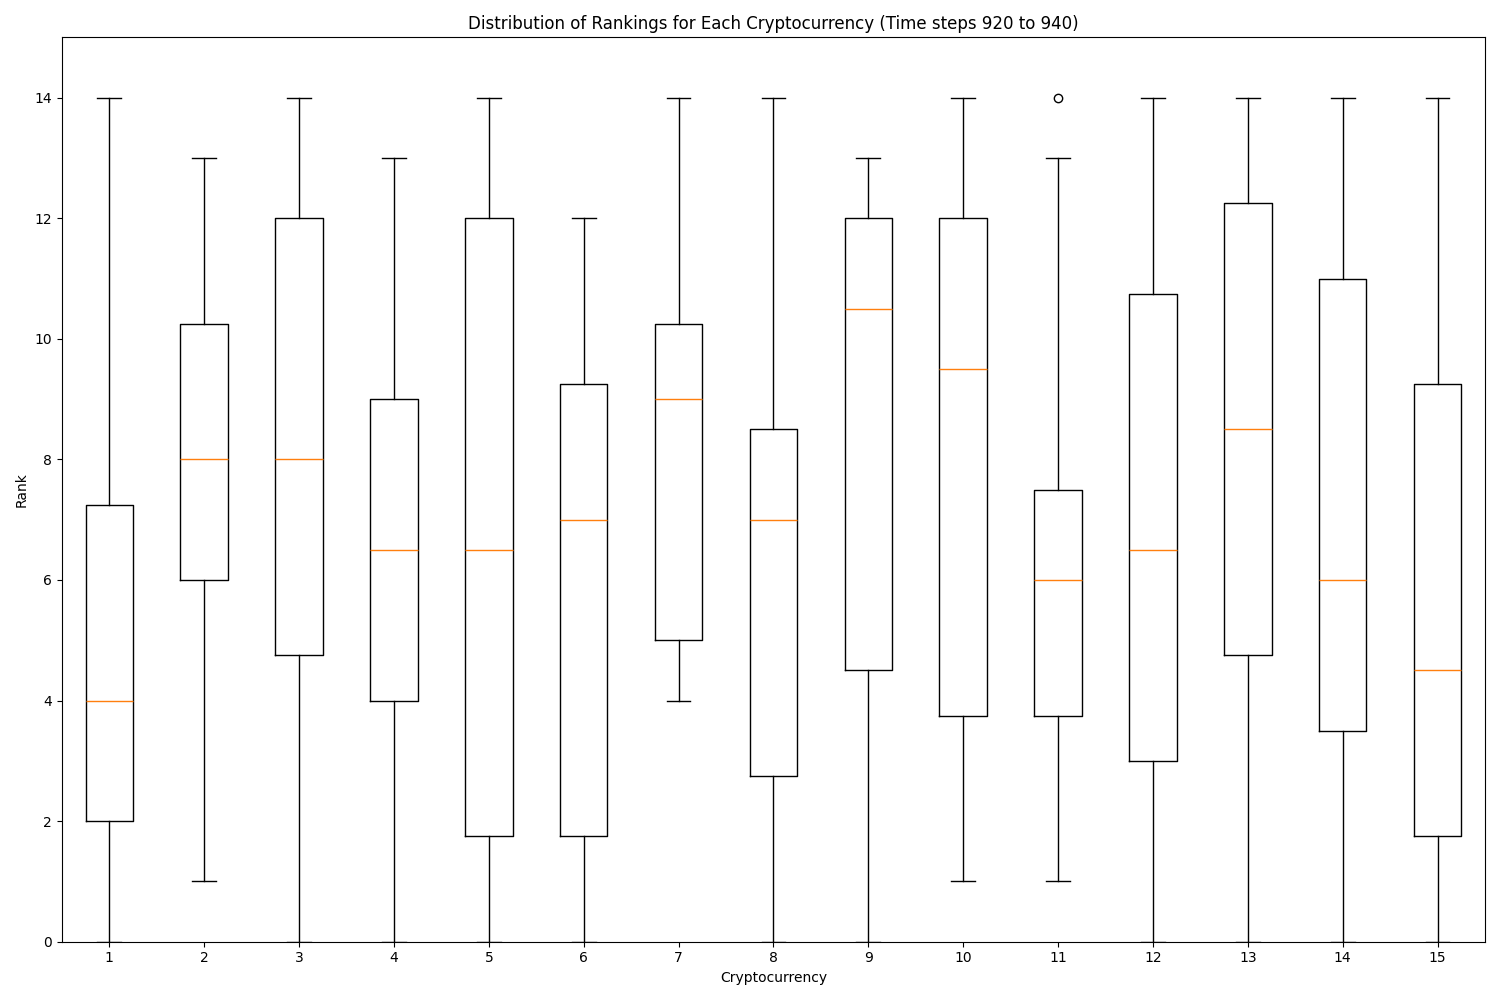 Distribution of Rankings for Each Cryptocurrency (Time steps 920 to 940)
Rank
14
12
10
8
6
4
2
0
1 2 3 4 5 6 7 8 9 10 11 12 13 14 15
Cryptocurrency